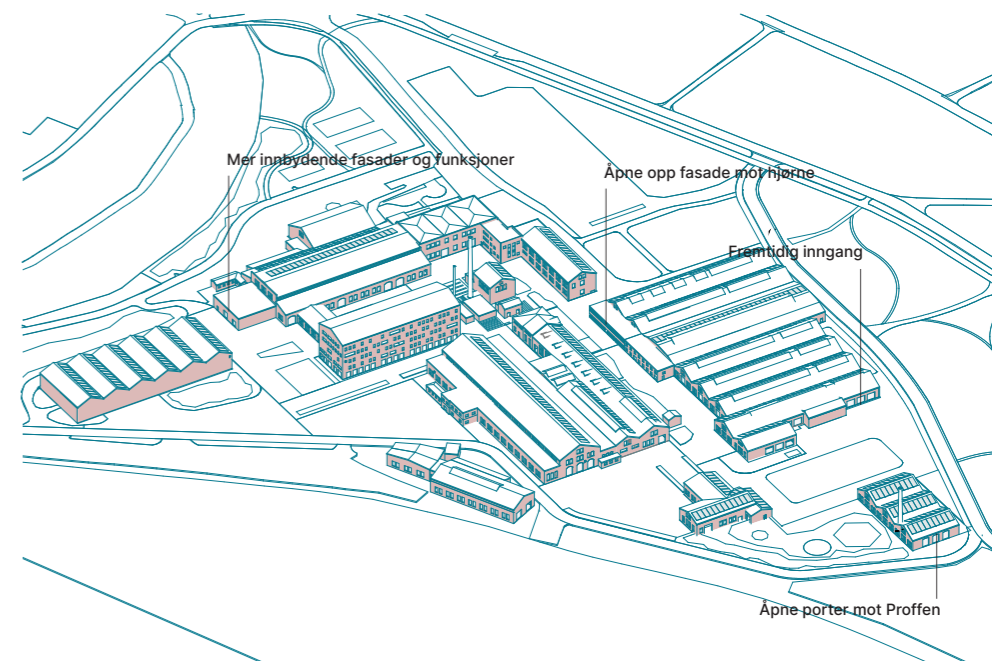 Mer innbydende fasader og funksjoner
Åpne opp fasade mot hjørne
Fremtidig inngang
Åpne porter mot Proffen